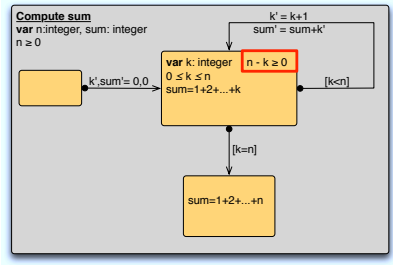 Compute sum
var n:integer, sum: integer
n ≥ 0
k' = k+1
sum' = sum+k'
var k: integer
n - k ≥ 0
0 ≤ k ≤ n
sum=1+2+...+k
k',sum'= 0,0
[k<n]
[k=n]
sum=1+2+...+n